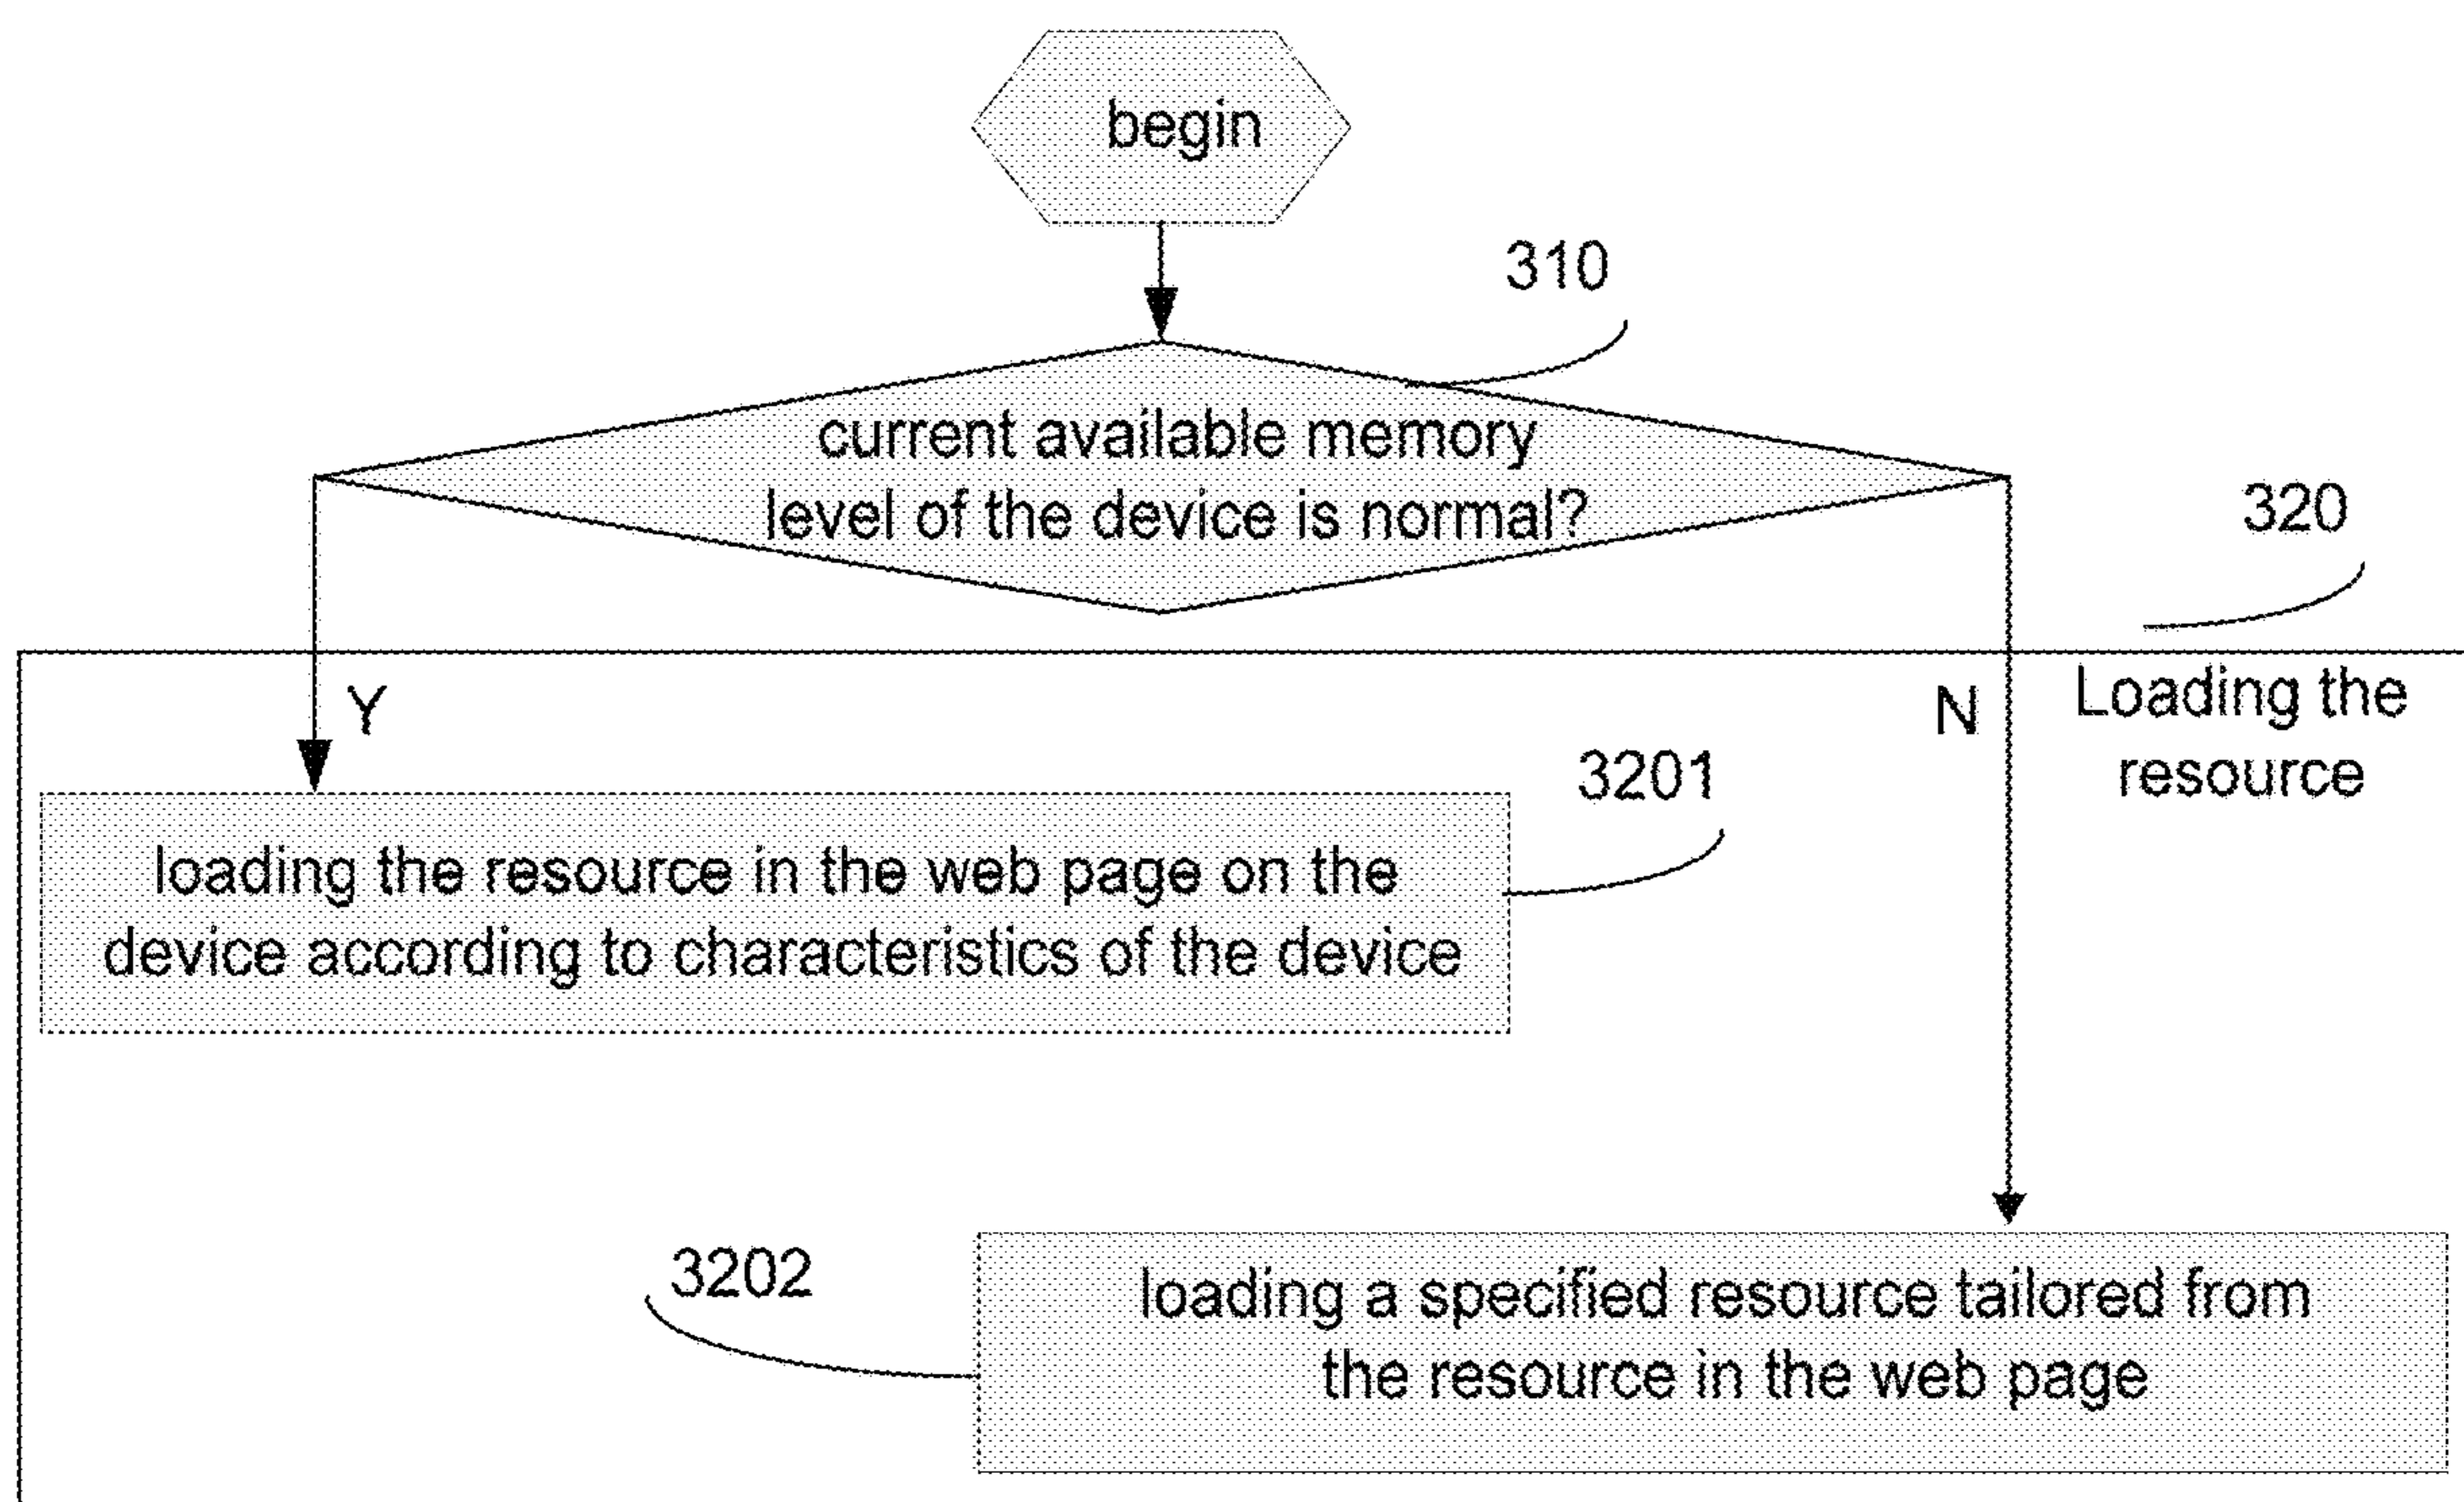 begin
310
current available memory
level of the device is normal?
320
Y
N
Loading the
resource
3201
loading the resource in the web page on the
device according to characteristics of the device
3202
loading a specified resource tailored from
the resource in the web page